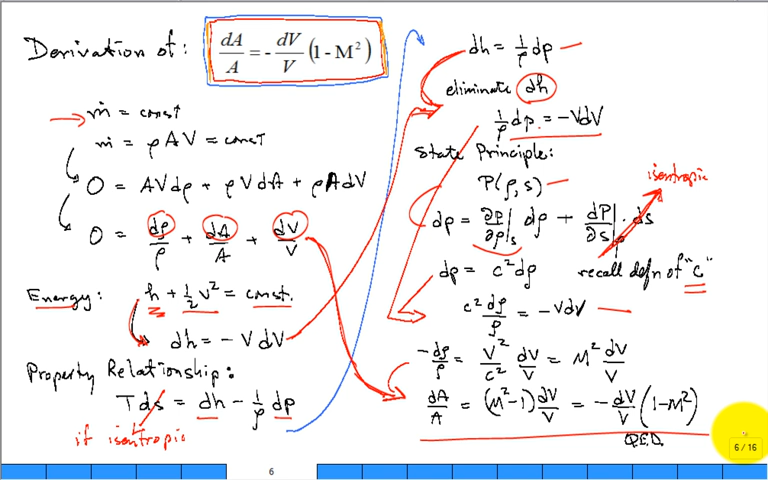 Derivation of: dA/A = - dV/V (1 - M²)
ṁ = const
ṁ = ρAV = const
0 = AVdρ + ρVdA + ρAdV
0 = dρ/ρ + dA/A + dV/V
Energy: h + ½V² = const.
dh = -VdV
Property Relationship:
Tds = dh - 1/ρ dp
if isentropic
dh = 1/ρ dp
eliminate dh
1/ρ dp = -VdV
State Principle:
P(ρ,s)
isentropic
dp = ∂P/∂ρ|s dρ + dP/∂s|ρ · ds
dp = c²dρ
recall defn of "c"
c² dρ/ρ = -VdV
-dρ/ρ = V²/c² dV/V = M² dV/V
dA/A = (M²-1) dV/V = -dV/V (1-M²)
Q.E.D.
6 / 16
6